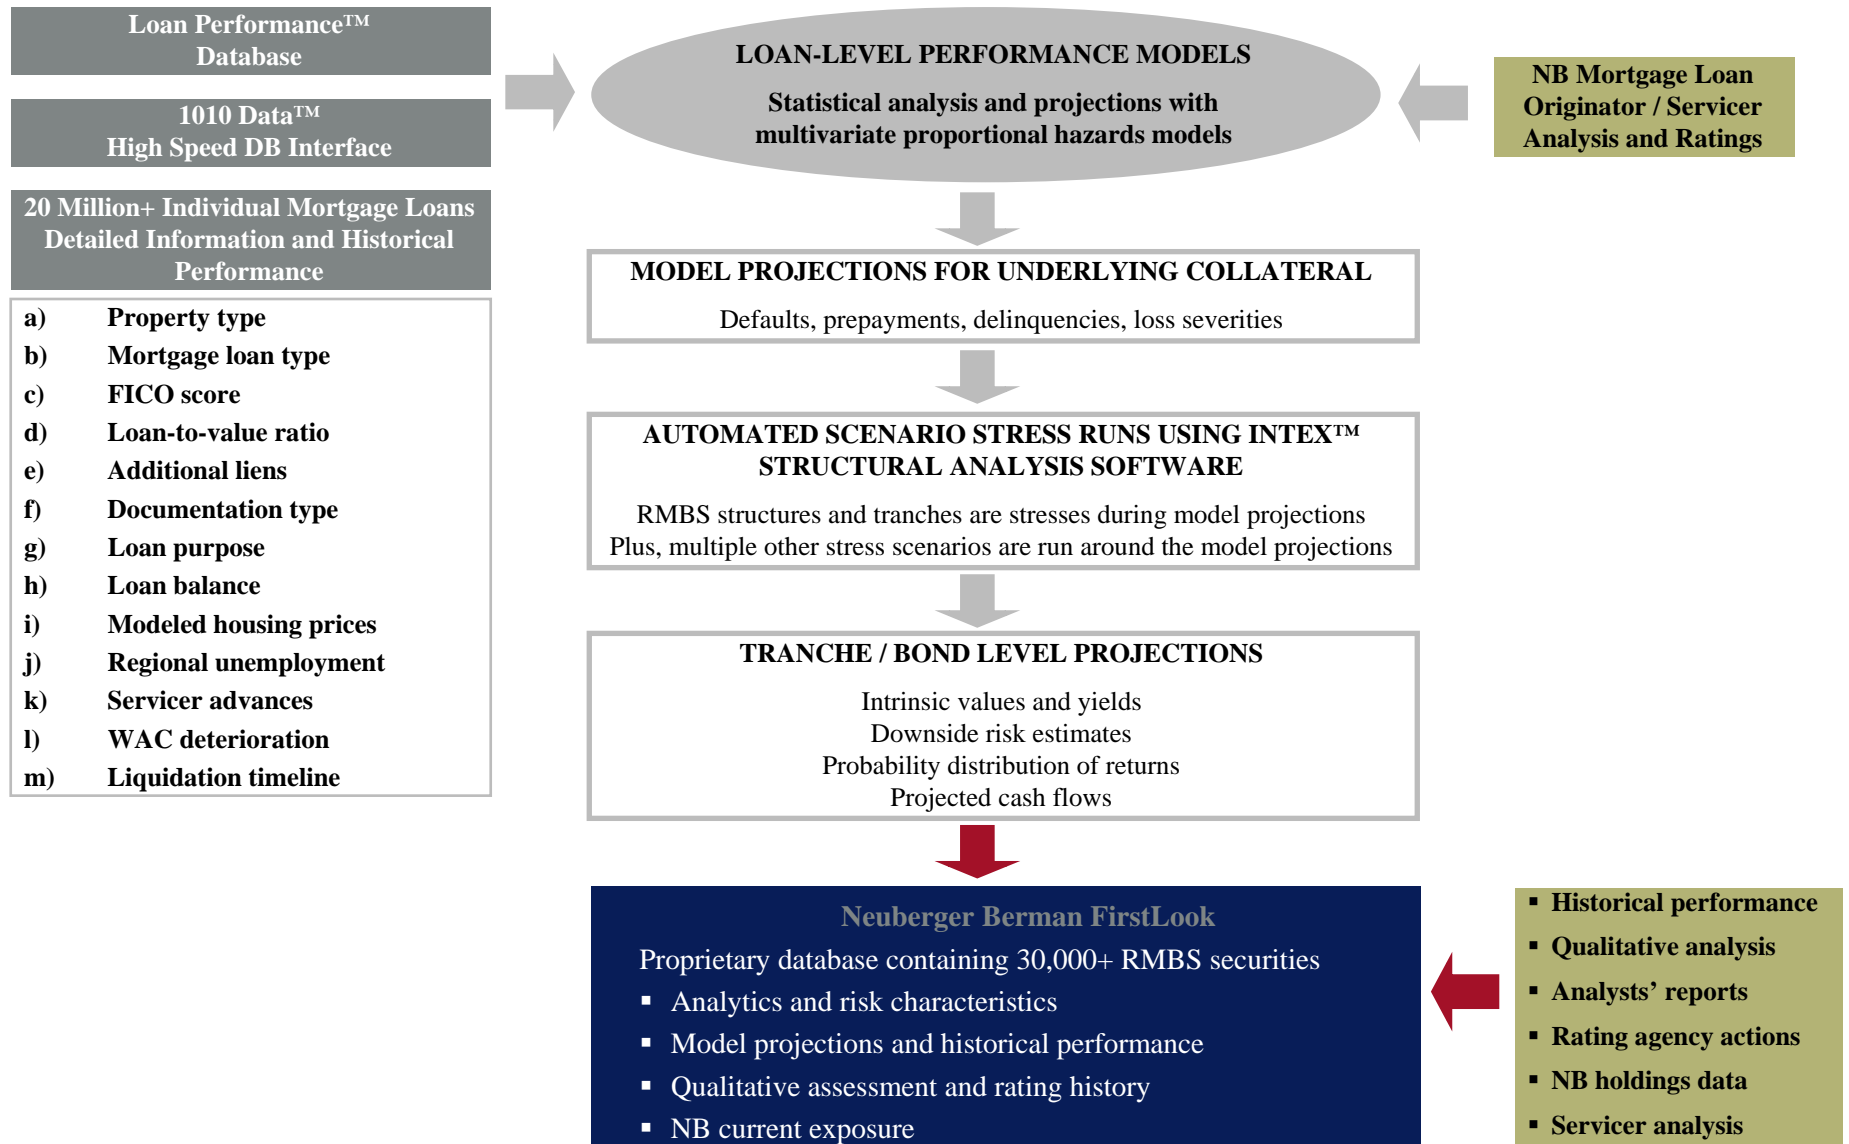 Loan Performance™
Database
1010 Data™
High Speed DB Interface
20 Million+ Individual Mortgage Loans
Detailed Information and Historical
Performance
a) Property type
b) Mortgage loan type
c) FICO score
d) Loan-to-value ratio
e) Additional liens
f) Documentation type
g) Loan purpose
h) Loan balance
i) Modeled housing prices
j) Regional unemployment
k) Servicer advances
l) WAC deterioration
m) Liquidation timeline
LOAN-LEVEL PERFORMANCE MODELS
Statistical analysis and projections with
multivariate proportional hazards models
NB Mortgage Loan
Originator / Servicer
Analysis and Ratings
MODEL PROJECTIONS FOR UNDERLYING COLLATERAL
Defaults, prepayments, delinquencies, loss severities
AUTOMATED SCENARIO STRESS RUNS USING INTEX™
STRUCTURAL ANALYSIS SOFTWARE
RMBS structures and tranches are stresses during model projections
Plus, multiple other stress scenarios are run around the model projections
TRANCHE / BOND LEVEL PROJECTIONS
Intrinsic values and yields
Downside risk estimates
Probability distribution of returns
Projected cash flows
Neuberger Berman FirstLook
Proprietary database containing 30,000+ RMBS securities
▪ Analytics and risk characteristics
▪ Model projections and historical performance
▪ Qualitative assessment and rating history
▪ NB current exposure
▪ Historical performance
▪ Qualitative analysis
▪ Analysts’ reports
▪ Rating agency actions
▪ NB holdings data
▪ Servicer analysis